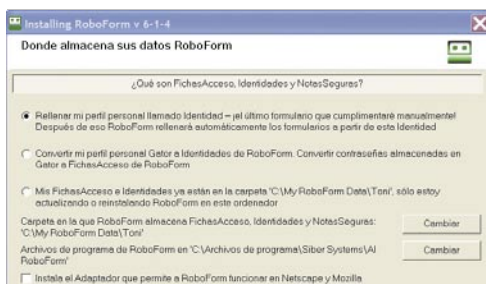 Installing RoboForm v 6-1-4
Donde almacena sus datos RoboForm
¿Qué son FichasAcceso, Identidades y NotasSeguras?
Rellenar mi perfil personal llamado Identidad – ¡el último formulario que cumplimentaré manualmente!
Después de eso RoboForm rellenará automáticamente los formularios a partir de esta Identidad
Convertir mi perfil personal Gator a Identidades de RoboForm. Convertir contraseñas almacenadas en
Gator a FichasAcceso de RoboForm
Mis FichasAcceso e Identidades ya están en la carpeta 'C:\My RoboForm Data\Toni', sólo estoy
actualizando o reinstalando RoboForm en este ordenador
Carpeta en la que RoboForm almacena FichasAcceso, Identidades y NotasSeguras:
'C:\My RoboForm Data\Toni'
Cambiar
Archivos de programa de RoboForm en 'C:\Archivos de programa\Siber Systems\AI
RoboForm'
Cambiar
Instala el Adaptador que permite a RoboForm funcionar en Netscape y Mozilla